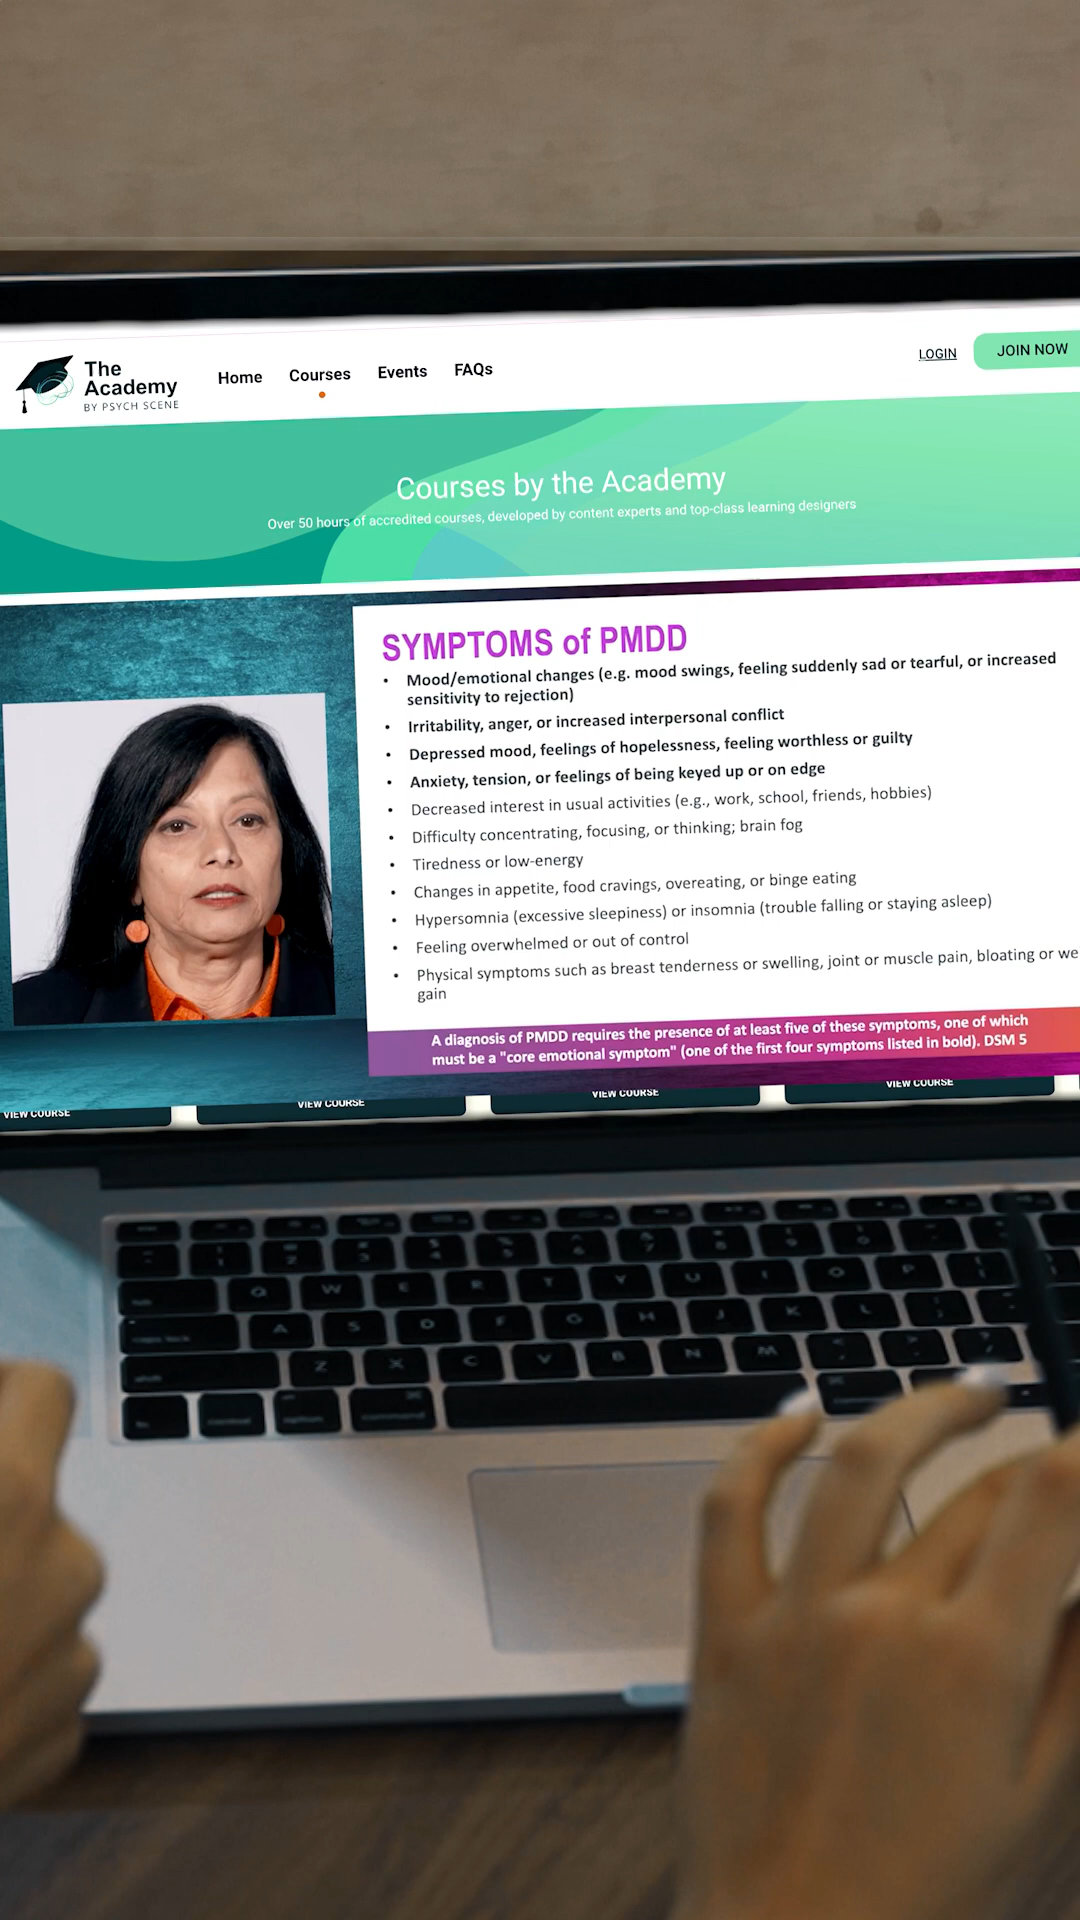 The
Academy
BY PSYCH SCENE
Home
Courses
Events
FAQs
LOGIN
JOIN NOW
Courses by the Academy
Over 50 hours of accredited courses, developed by content experts and top-class learning designers
SYMPTOMS of PMDD
• Mood/emotional changes (e.g. mood swings, feeling suddenly sad or tearful, or increased
sensitivity to rejection)
• Irritability, anger, or increased interpersonal conflict
• Depressed mood, feelings of hopelessness, feeling worthless or guilty
• Anxiety, tension, or feelings of being keyed up or on edge
• Decreased interest in usual activities (e.g., work, school, friends, hobbies)
• Difficulty concentrating, focusing, or thinking; brain fog
• Tiredness or low-energy
• Changes in appetite, food cravings, overeating, or binge eating
• Hypersomnia (excessive sleepiness) or insomnia (trouble falling or staying asleep)
• Feeling overwhelmed or out of control
• Physical symptoms such as breast tenderness or swelling, joint or muscle pain, bloating or we
gain
A diagnosis of PMDD requires the presence of at least five of these symptoms, one of which
must be a "core emotional symptom" (one of the first four symptoms listed in bold). DSM 5
VIEW COURSE
VIEW COURSE
VIEW COURSE
VIEW COURSE
Q W E R T Y U I O P
A S D F G H J K L
Z X C V B N M